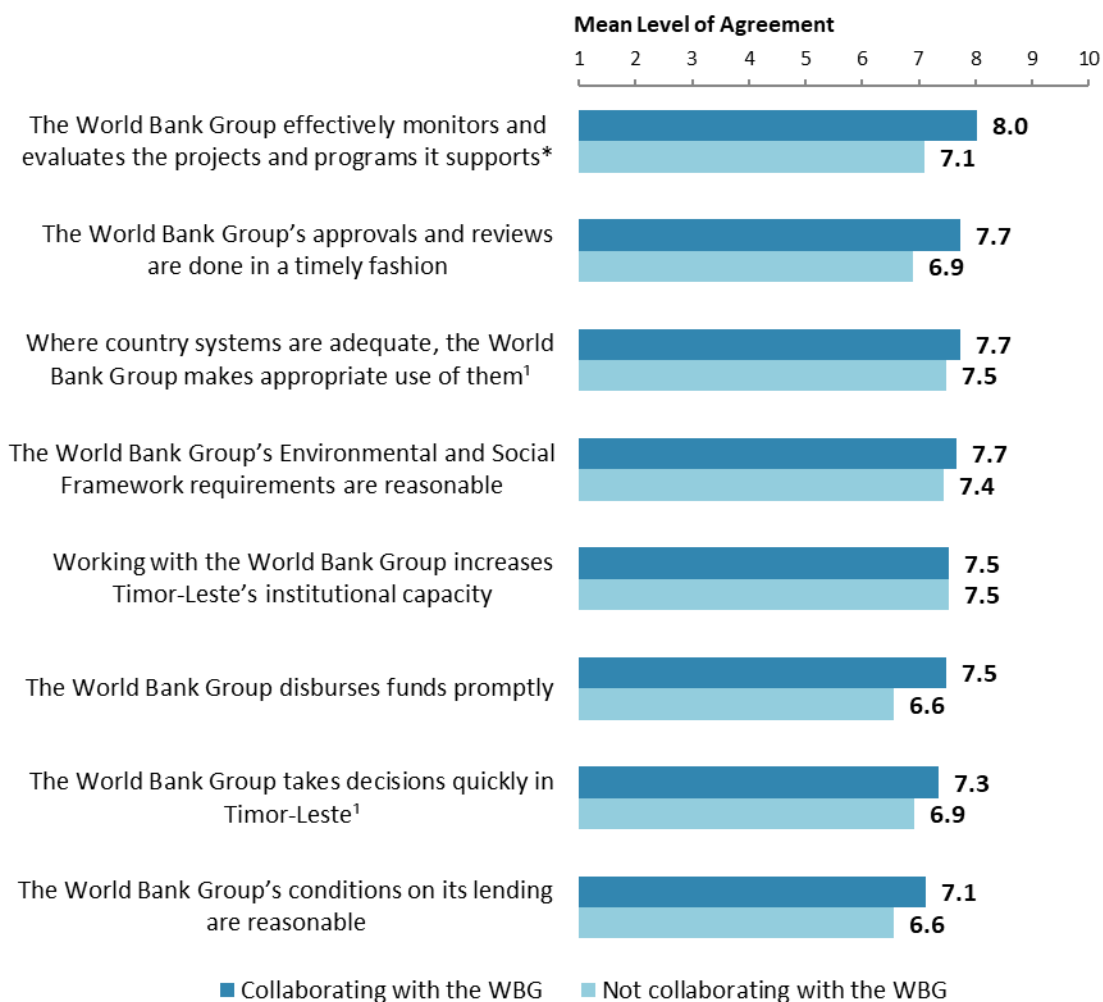 Mean Level of Agreement
1 2 3 4 5 6 7 8 9 10
The World Bank Group effectively monitors and
evaluates the projects and programs it supports*
8.0
7.1
The World Bank Group’s approvals and reviews
are done in a timely fashion
7.7
6.9
Where country systems are adequate, the World
Bank Group makes appropriate use of them¹
7.7
7.5
The World Bank Group’s Environmental and Social
Framework requirements are reasonable
7.7
7.4
Working with the World Bank Group increases
Timor-Leste’s institutional capacity
7.5
7.5
The World Bank Group disburses funds promptly
7.5
6.6
The World Bank Group takes decisions quickly in
Timor-Leste¹
7.3
6.9
The World Bank Group’s conditions on its lending
are reasonable
7.1
6.6
Collaborating with the WBG Not collaborating with the WBG